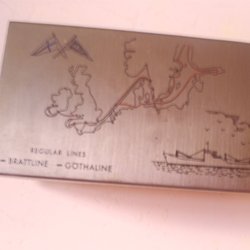 REGULAR LINES
— BRATTLINE — GOTHALINE